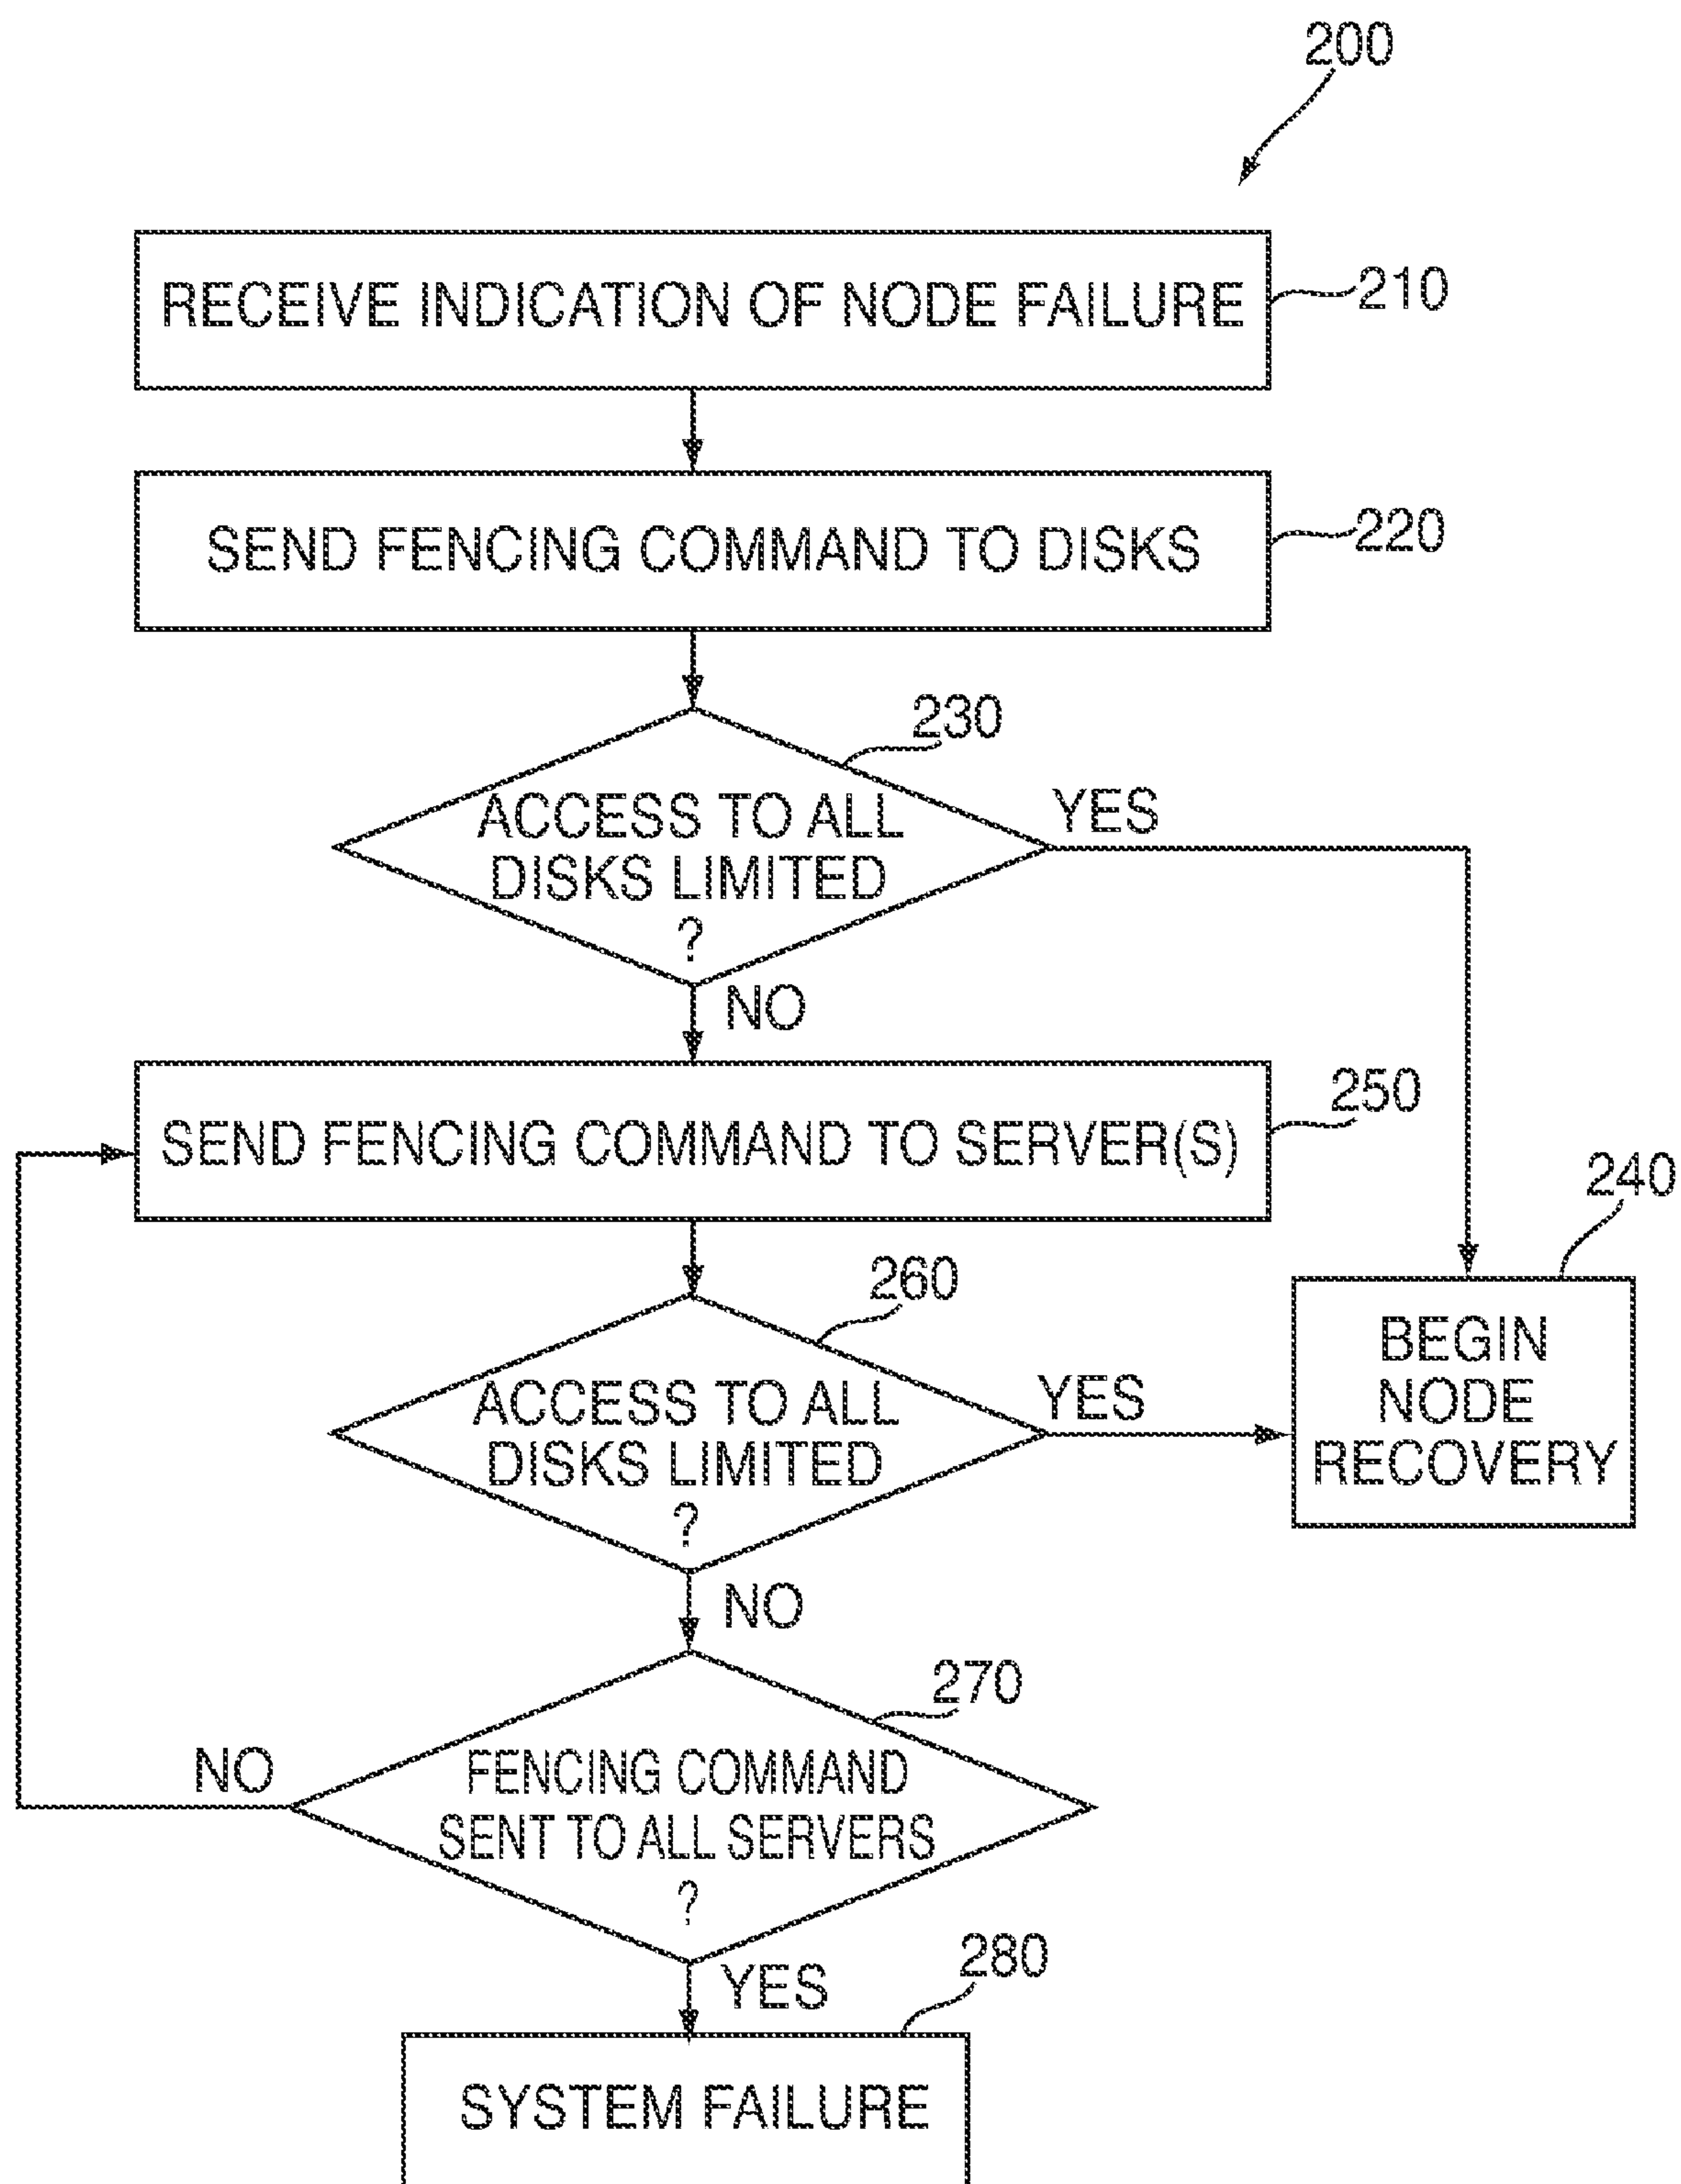 200
RECEIVE INDICATION OF NODE FAILURE
210
SEND FENCING COMMAND TO DISKS
220
230
ACCESS TO ALL
DISKS LIMITED
?
YES
NO
SEND FENCING COMMAND TO SERVER(S)
250
240
BEGIN
NODE
RECOVERY
260
ACCESS TO ALL
DISKS LIMITED
?
YES
NO
270
FENCING COMMAND
SENT TO ALL SERVERS
?
NO
YES
280
SYSTEM FAILURE